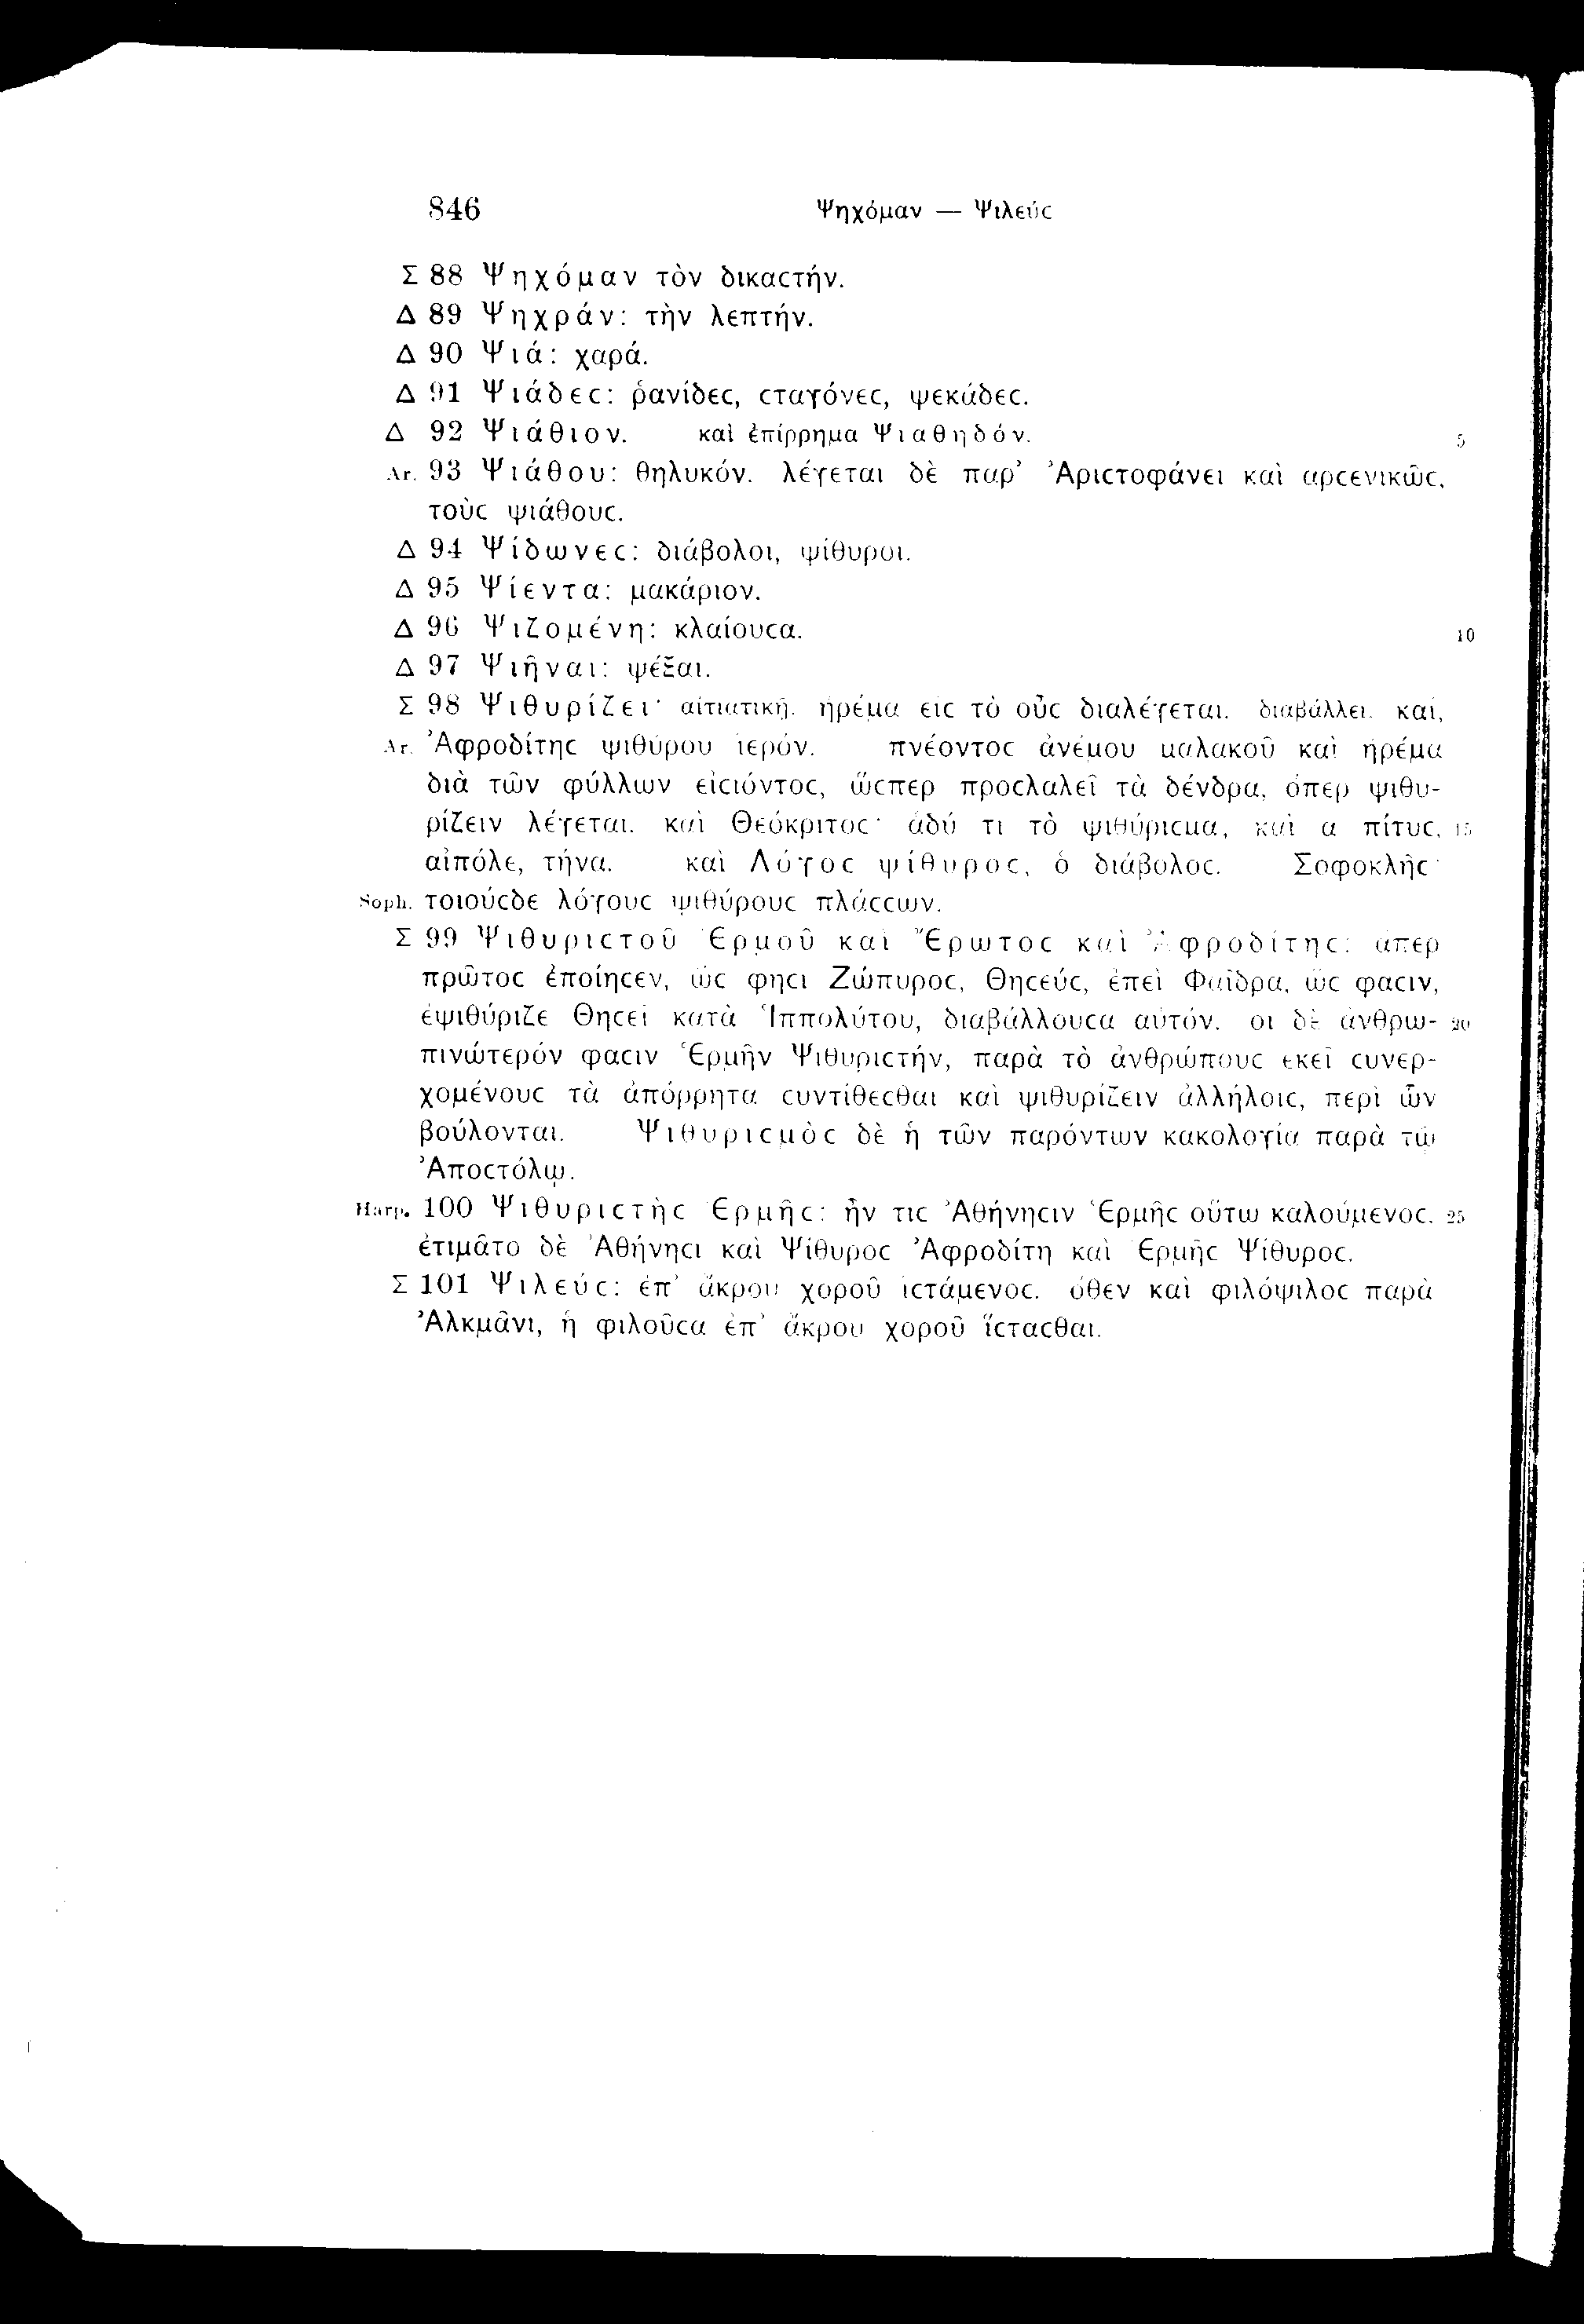 846 Ψηχόμαν — Ψιλεύϲ
Σ 88 Ψηχόμαν τὸν δικαϲτήν.
Δ 89 Ψηχράν: τὴν λεπτήν.
Δ 90 Ψιά: χαρά.
Δ 91 Ψιάδεϲ: ῥανίδεϲ, ϲταγόνεϲ, ψεκάδεϲ.
Δ 92 Ψιάθιον. καὶ ἐπίρρημα Ψιαθηδόν. 5
Ar. 93 Ψιάθου: θηλυκόν. λέγεται δὲ παρ’ Ἀριϲτοφάνει καὶ ἀρϲενικῶϲ,
τοὺϲ ψιάθουϲ.
Δ 94 Ψίδωνεϲ: διάβολοι, ψίθυροι.
Δ 95 Ψίεντα: μακάριον.
Δ 96 Ψιζομένη: κλαίουϲα. 10
Δ 97 Ψιῆναι: ψέξαι.
Σ 98 Ψιθυρίζει· αἰτιατικῇ. ἠρέμα εἰϲ τὸ οὖϲ διαλέγεται. διαβάλλει. καί,
Ar. Ἀφροδίτηϲ ψιθύρου ἱερόν. πνέοντοϲ ἀνέμου μαλακοῦ καὶ ἠρέμα
διὰ τῶν φύλλων εἰϲιόντοϲ, ὥϲπερ προϲλαλεῖ τὰ δένδρα, ὅπερ ψιθυ-
ρίζειν λέγεται. καὶ Θεόκριτοϲ· ἁδύ τι τὸ ψιθύριϲμα, καὶ ἁ πίτυϲ, 15
αἰπόλε, τήνα. καὶ Λόγοϲ ψίθυροϲ, ὁ διάβολοϲ. Σοφοκλῆϲ·
Soph. τοιούϲδε λόγουϲ ψιθύρουϲ πλάϲϲων.
Σ 99 Ψιθυριϲτοῦ Ἑρμοῦ καὶ Ἔρωτοϲ καὶ Ἀφροδίτηϲ: ἅπερ
πρῶτοϲ ἐποίηϲεν, ὥϲ φηϲι Ζώπυροϲ, Θηϲεύϲ, ἐπεὶ Φαῖδρα, ὥϲ φαϲιν,
ἐψιθύριζε Θηϲεῖ κατὰ Ἱππολύτου, διαβάλλουϲα αὐτόν. οἱ δὲ ἀνθρω- 20
πινώτερόν φαϲιν Ἑρμῆν Ψιθυριϲτήν, παρὰ τὸ ἀνθρώπουϲ ἐκεῖ ϲυνερ-
χομένουϲ τὰ ἀπόρρητα ϲυντίθεϲθαι καὶ ψιθυρίζειν ἀλλήλοιϲ, περὶ ὧν
βούλονται. Ψιθυριϲμὸϲ δὲ ἡ τῶν παρόντων κακολογία παρὰ τῷ
Ἀποϲτόλῳ.
Harp. 100 Ψιθυριϲτὴϲ Ἑρμῆϲ: ἦν τιϲ Ἀθήνηϲιν Ἑρμῆϲ οὕτω καλούμενοϲ. 25
ἐτιμᾶτο δὲ Ἀθήνηϲι καὶ Ψίθυροϲ Ἀφροδίτη καὶ Ἑρμῆϲ Ψίθυροϲ.
Σ 101 Ψιλεύϲ: ἐπ’ ἄκρου χοροῦ ἱϲτάμενοϲ. ὅθεν καὶ φιλόψιλοϲ παρὰ
Ἀλκμᾶνι, ἡ φιλοῦϲα ἐπ’ ἄκρου χοροῦ ἵϲταϲθαι.